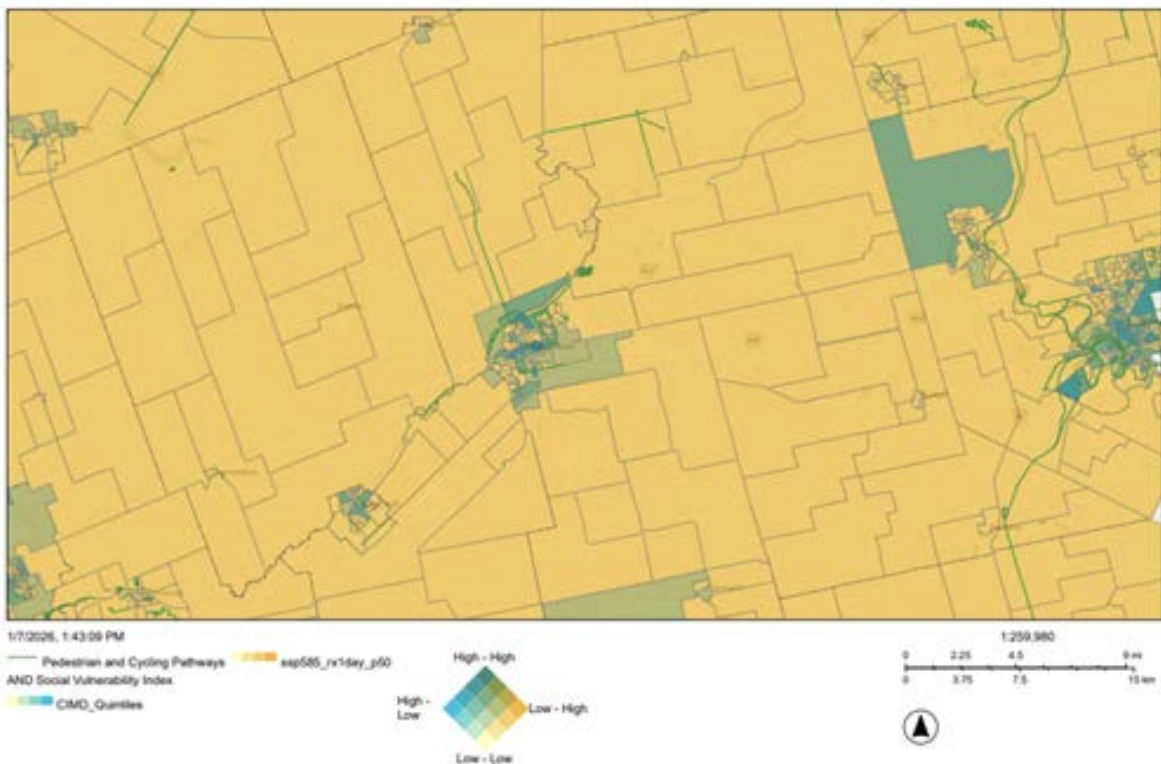 1/7/2026, 1:43:09 PM
Pedestrian and Cycling Pathways
ssp585_rx1day_p50
AND Social Vulnerability Index
CIMD_Quintiles
High - High
High - Low
Low - High
Low - Low
1:259,980
0 2.25 4.5 9 mi
0 3.75 7.5 15 km